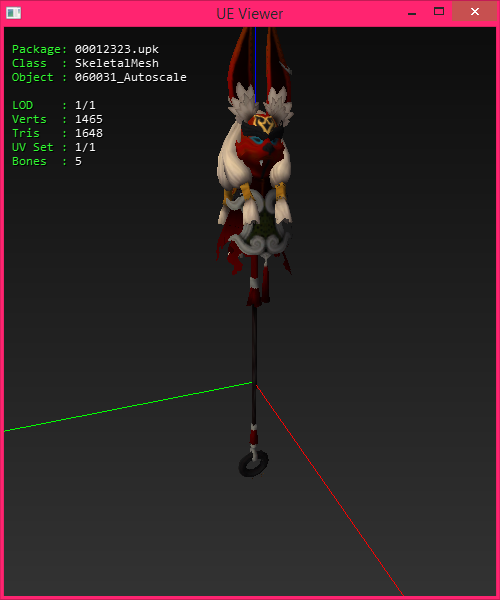 UE Viewer
Package: 00012323.upk
Class  : SkeletalMesh
Object : 060031_Autoscale
LOD    : 1/1
Verts  : 1465
Tris   : 1648
UV Set : 1/1
Bones  : 5